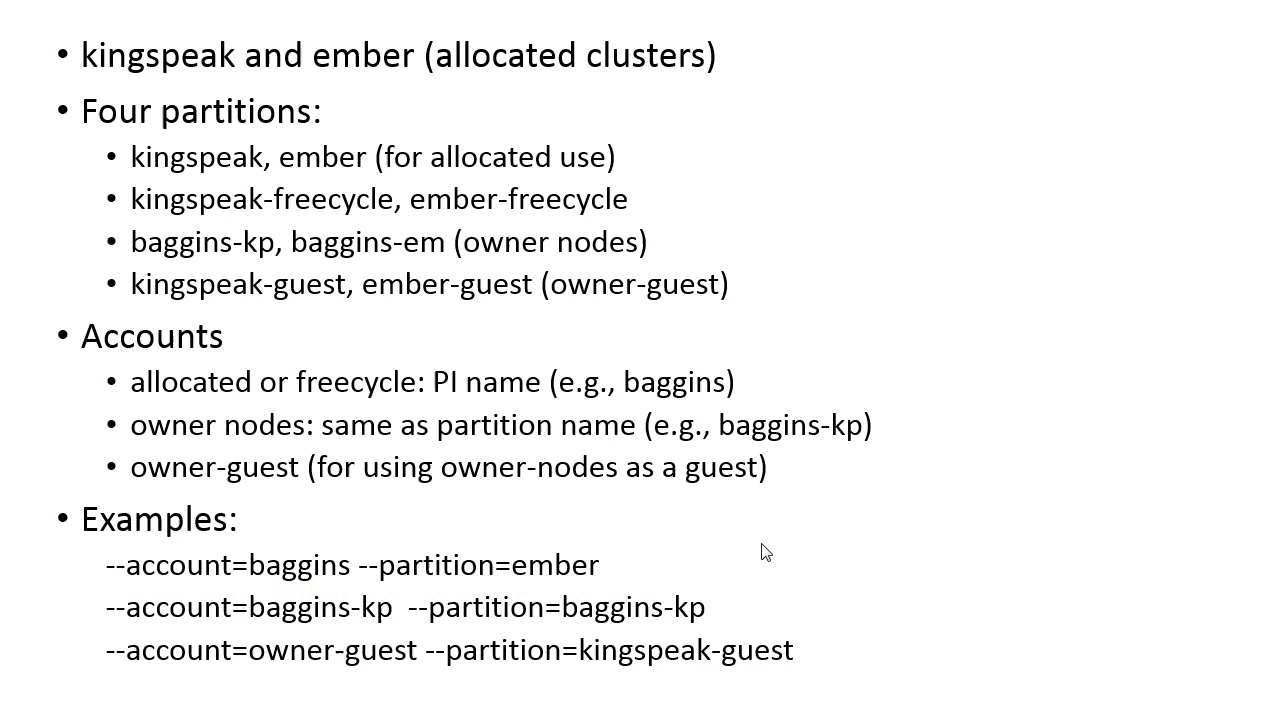 • kingspeak and ember (allocated clusters)
• Four partitions:
• kingspeak, ember (for allocated use)
• kingspeak-freecycle, ember-freecycle
• baggins-kp, baggins-em (owner nodes)
• kingspeak-guest, ember-guest (owner-guest)
• Accounts
• allocated or freecycle: PI name (e.g., baggins)
• owner nodes: same as partition name (e.g., baggins-kp)
• owner-guest (for using owner-nodes as a guest)
• Examples:
--account=baggins --partition=ember
--account=baggins-kp  --partition=baggins-kp
--account=owner-guest --partition=kingspeak-guest